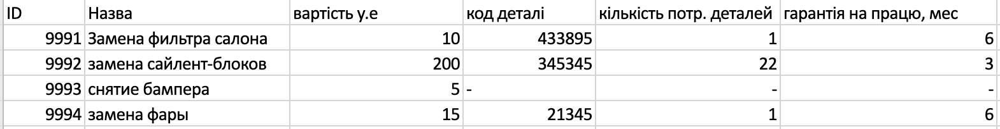 ID Назва вартість у.е код деталі кількість потр. деталей гарантія на працю, мес
9991 Замена фильтра салона 10 433895 1 6
9992 замена сайлент-блоков 200 345345 22 3
9993 снятие бампера 5 - - -
9994 замена фары 15 21345 1 6